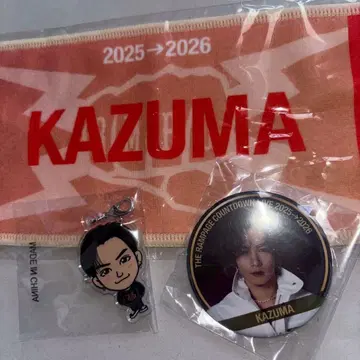 2025→2026
KAZUMA
MADE IN CHINA
THE RAMPAGE COUNTDOWN LIVE 2025→2026
KAZUMA